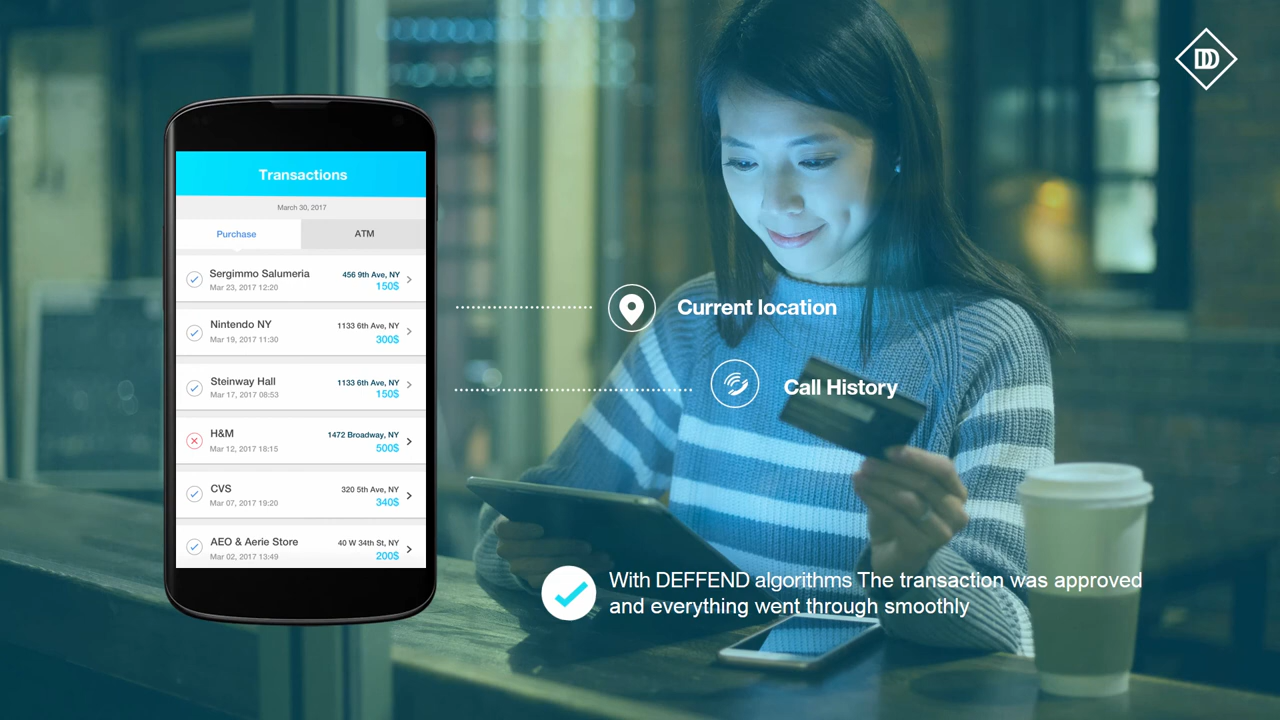 DD
Transactions
March 30, 2017
Purchase
ATM
Sergimmo Salumeria
456 9th Ave, NY
Mar 23, 2017 12:20
150$
Nintendo NY
1133 6th Ave, NY
Mar 19, 2017 11:30
300$
Steinway Hall
1133 6th Ave, NY
Mar 17, 2017 08:53
150$
H&M
1472 Broadway, NY
Mar 12, 2017 18:15
500$
CVS
320 5th Ave, NY
Mar 07, 2017 19:20
340$
AEO & Aerie Store
40 W 34th St, NY
Mar 02, 2017 13:49
200$
Current location
Call History
With DEFFEND algorithms The transaction was approved
and everything went through smoothly